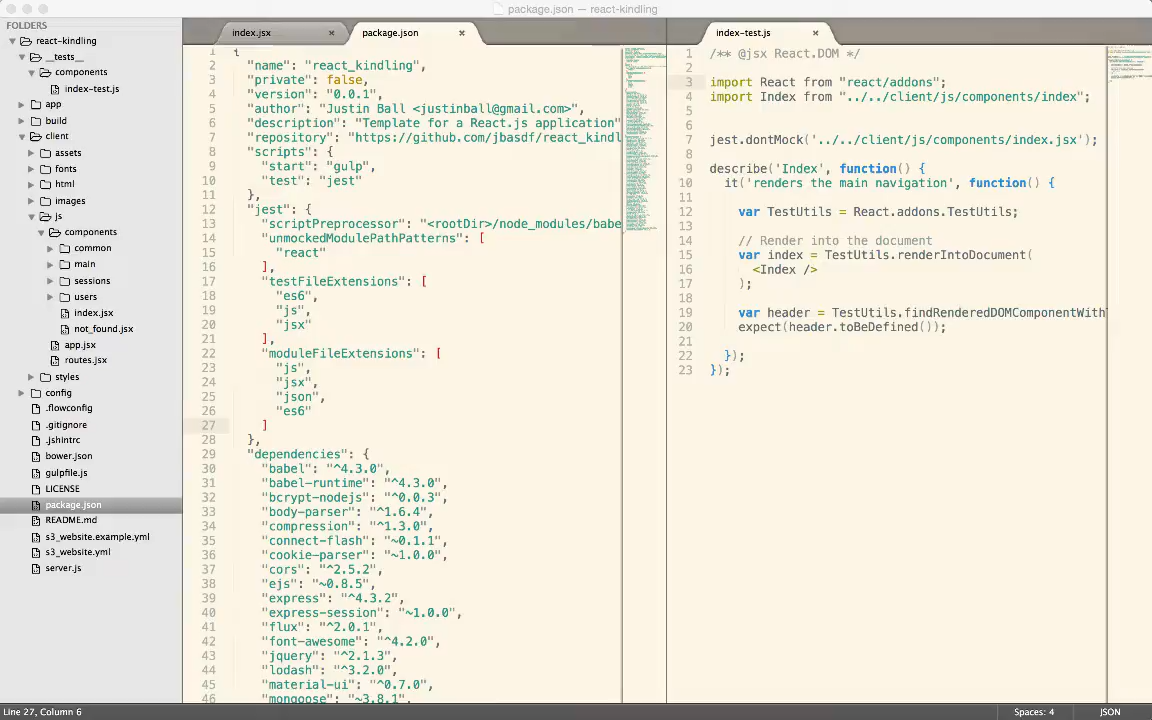 package.json — react-kindling
FOLDERS
react-kindling
__tests__
components
index-test.js
app
build
client
assets
fonts
html
images
js
components
common
main
sessions
users
index.jsx
not_found.jsx
app.jsx
routes.jsx
styles
config
.flowconfig
.gitignore
.jshintrc
bower.json
gulpfile.js
LICENSE
package.json
README.md
s3_website.example.yml
s3_website.yml
server.js
index.jsx ×
package.json ×
1 {
2 "name": "react_kindling",
3 "private": false,
4 "version": "0.0.1",
5 "author": "Justin Ball <justinball@gmail.com>",
6 "description": "Template for a React.js application"
7 "repository": "https://github.com/jbasdf/react_kindl
8 "scripts": {
9 "start": "gulp",
10 "test": "jest"
11 },
12 "jest": {
13 "scriptPreprocessor": "<rootDir>/node_modules/babe
14 "unmockedModulePathPatterns": [
15 "react"
16 ],
17 "testFileExtensions": [
18 "es6",
19 "js",
20 "jsx"
21 ],
22 "moduleFileExtensions": [
23 "js",
24 "jsx",
25 "json",
26 "es6"
27 ]
28 },
29 "dependencies": {
30 "babel": "^4.3.0",
31 "babel-runtime": "^4.3.0",
32 "bcrypt-nodejs": "^0.0.3",
33 "body-parser": "^1.6.4",
34 "compression": "^1.3.0",
35 "connect-flash": "~0.1.1",
36 "cookie-parser": "~1.0.0",
37 "cors": "^2.5.2",
38 "ejs": "~0.8.5",
39 "express": "^4.3.2",
40 "express-session": "~1.0.0",
41 "flux": "^2.0.1",
42 "font-awesome": "^4.2.0",
43 "jquery": "^2.1.3",
44 "lodash": "^3.2.0",
45 "material-ui": "^0.7.0",
46 "mongoose": "~3.8.1",
index-test.js ×
1 /** @jsx React.DOM */
2
3 import React from "react/addons";
4 import Index from "../../client/js/components/index";
5
6
7 jest.dontMock('../../client/js/components/index.jsx');
8
9 describe('Index', function() {
10 it('renders the main navigation', function() {
11
12 var TestUtils = React.addons.TestUtils;
13
14 // Render into the document
15 var index = TestUtils.renderIntoDocument(
16 <Index />
17 );
18
19 var header = TestUtils.findRenderedDOMComponentWith
20 expect(header.toBeDefined());
21
22 });
23 });
Line 27, Column 6
Spaces: 4
JSON